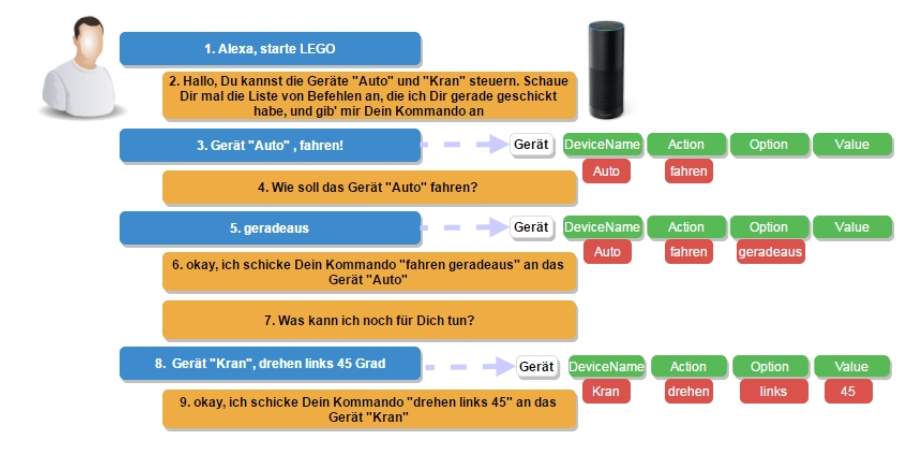 1. Alexa, starte LEGO
2. Hallo, Du kannst die Geräte "Auto" und "Kran" steuern. Schaue
Dir mal die Liste von Befehlen an, die ich Dir gerade geschickt
habe, und gib' mir Dein Kommando an
3. Gerät "Auto" , fahren!
Gerät DeviceName Action Option Value
Auto fahren
4. Wie soll das Gerät "Auto" fahren?
5. geradeaus
Gerät DeviceName Action Option Value
Auto fahren geradeaus
6. okay, ich schicke Dein Kommando "fahren geradeaus" an das
Gerät "Auto"
7. Was kann ich noch für Dich tun?
8. Gerät "Kran", drehen links 45 Grad
Gerät DeviceName Action Option Value
Kran drehen links 45
9. okay, ich schicke Dein Kommando "drehen links 45" an das
Gerät "Kran"